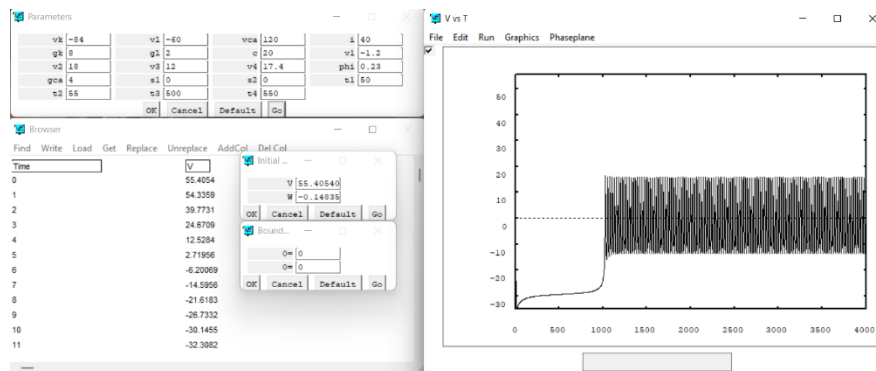 Parameters
vk -84 vl -60 vca 120 i 40
gk 8 gl 2 c 20 v1 -1.2
v2 18 v3 12 v4 17.4 phi 0.23
gca 4 s1 0 s2 0 t1 50
t2 55 t3 500 t4 550
OK Cancel Default Go
Browser
Find Write Load Get Replace Unreplace AddCol Del Col
Time V
0 55.4054
1 54.3359
2 39.7731
3 24.6709
4 12.5284
5 2.71956
6 -6.20069
7 -14.5956
8 -21.6183
9 -26.7332
10 -30.1455
11 -32.3082
Initial ...
V 55.40540
W -0.14835
OK Cancel Default Go
Bound...
0= 0
0= 0
OK Cancel Default Go
V vs T
File Edit Run Graphics Phaseplane
60
50
40
30
20
10
0
-10
-20
-30
0 500 1000 1500 2000 2500 3000 3500 4000